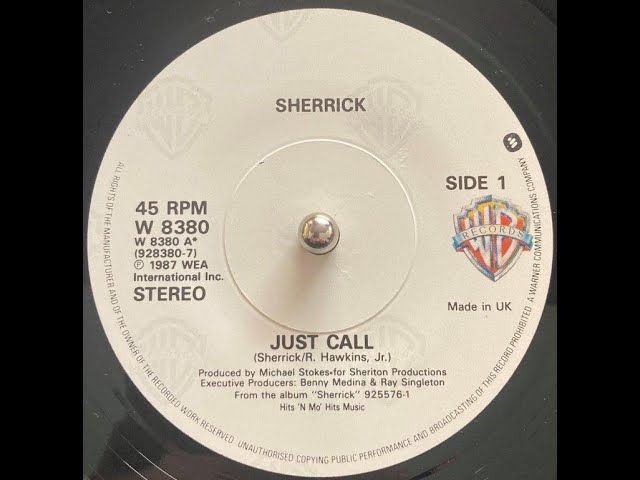 SHERRICK
45 RPM
W 8380
W 8380 A*
(928380-7)
℗ 1987 WEA
International Inc.
STEREO
SIDE 1
WB
RECORDS
Made in UK
JUST CALL
(Sherrick/R. Hawkins, Jr.)
Produced by Michael Stokes•for Sheriton Productions
Executive Producers: Benny Medina & Ray Singleton
From the album "Sherrick" 925576·1
Hits 'N Mo' Hits Music
ALL RIGHTS OF THE MANUFACTURER AND OF THE OWNER OF THE RECORDED WORK RESERVED UNAUTHORISED COPYING PUBLIC PERFORMANCE AND BROADCASTING OF THIS RECORD PROHIBITED. A WARNER COMMUNICATIONS COMPANY